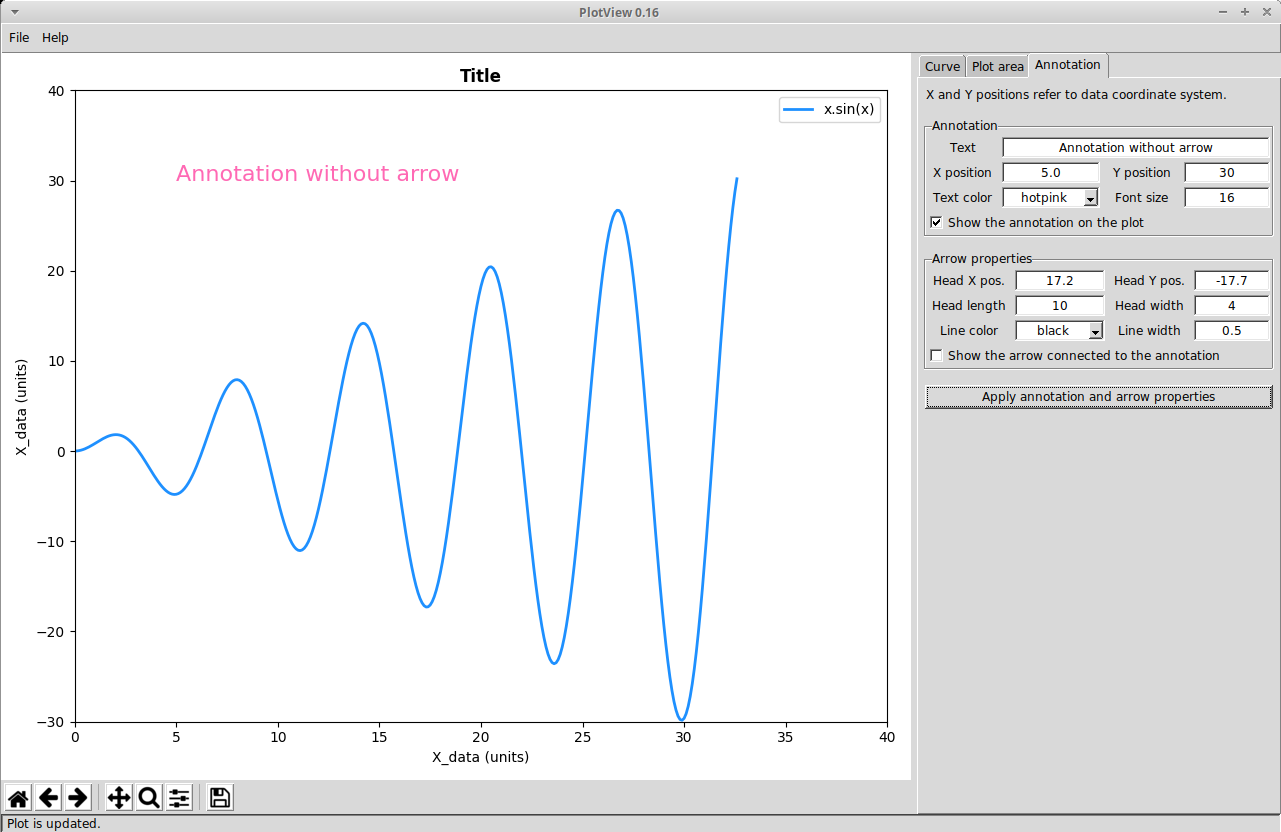 PlotView 0.16
File Help
Title
40
30
20
10
0
−10
−20
−30
X_data (units)
x.sin(x)
Annotation without arrow
0 5 10 15 20 25 30 35 40
X_data (units)
Curve Plot area Annotation
X and Y positions refer to data coordinate system.
Annotation
Text Annotation without arrow
X position 5.0 Y position 30
Text color hotpink Font size 16
Show the annotation on the plot
Arrow properties
Head X pos. 17.2 Head Y pos. -17.7
Head length 10 Head width 4
Line color black Line width 0.5
Show the arrow connected to the annotation
Apply annotation and arrow properties
Plot is updated.